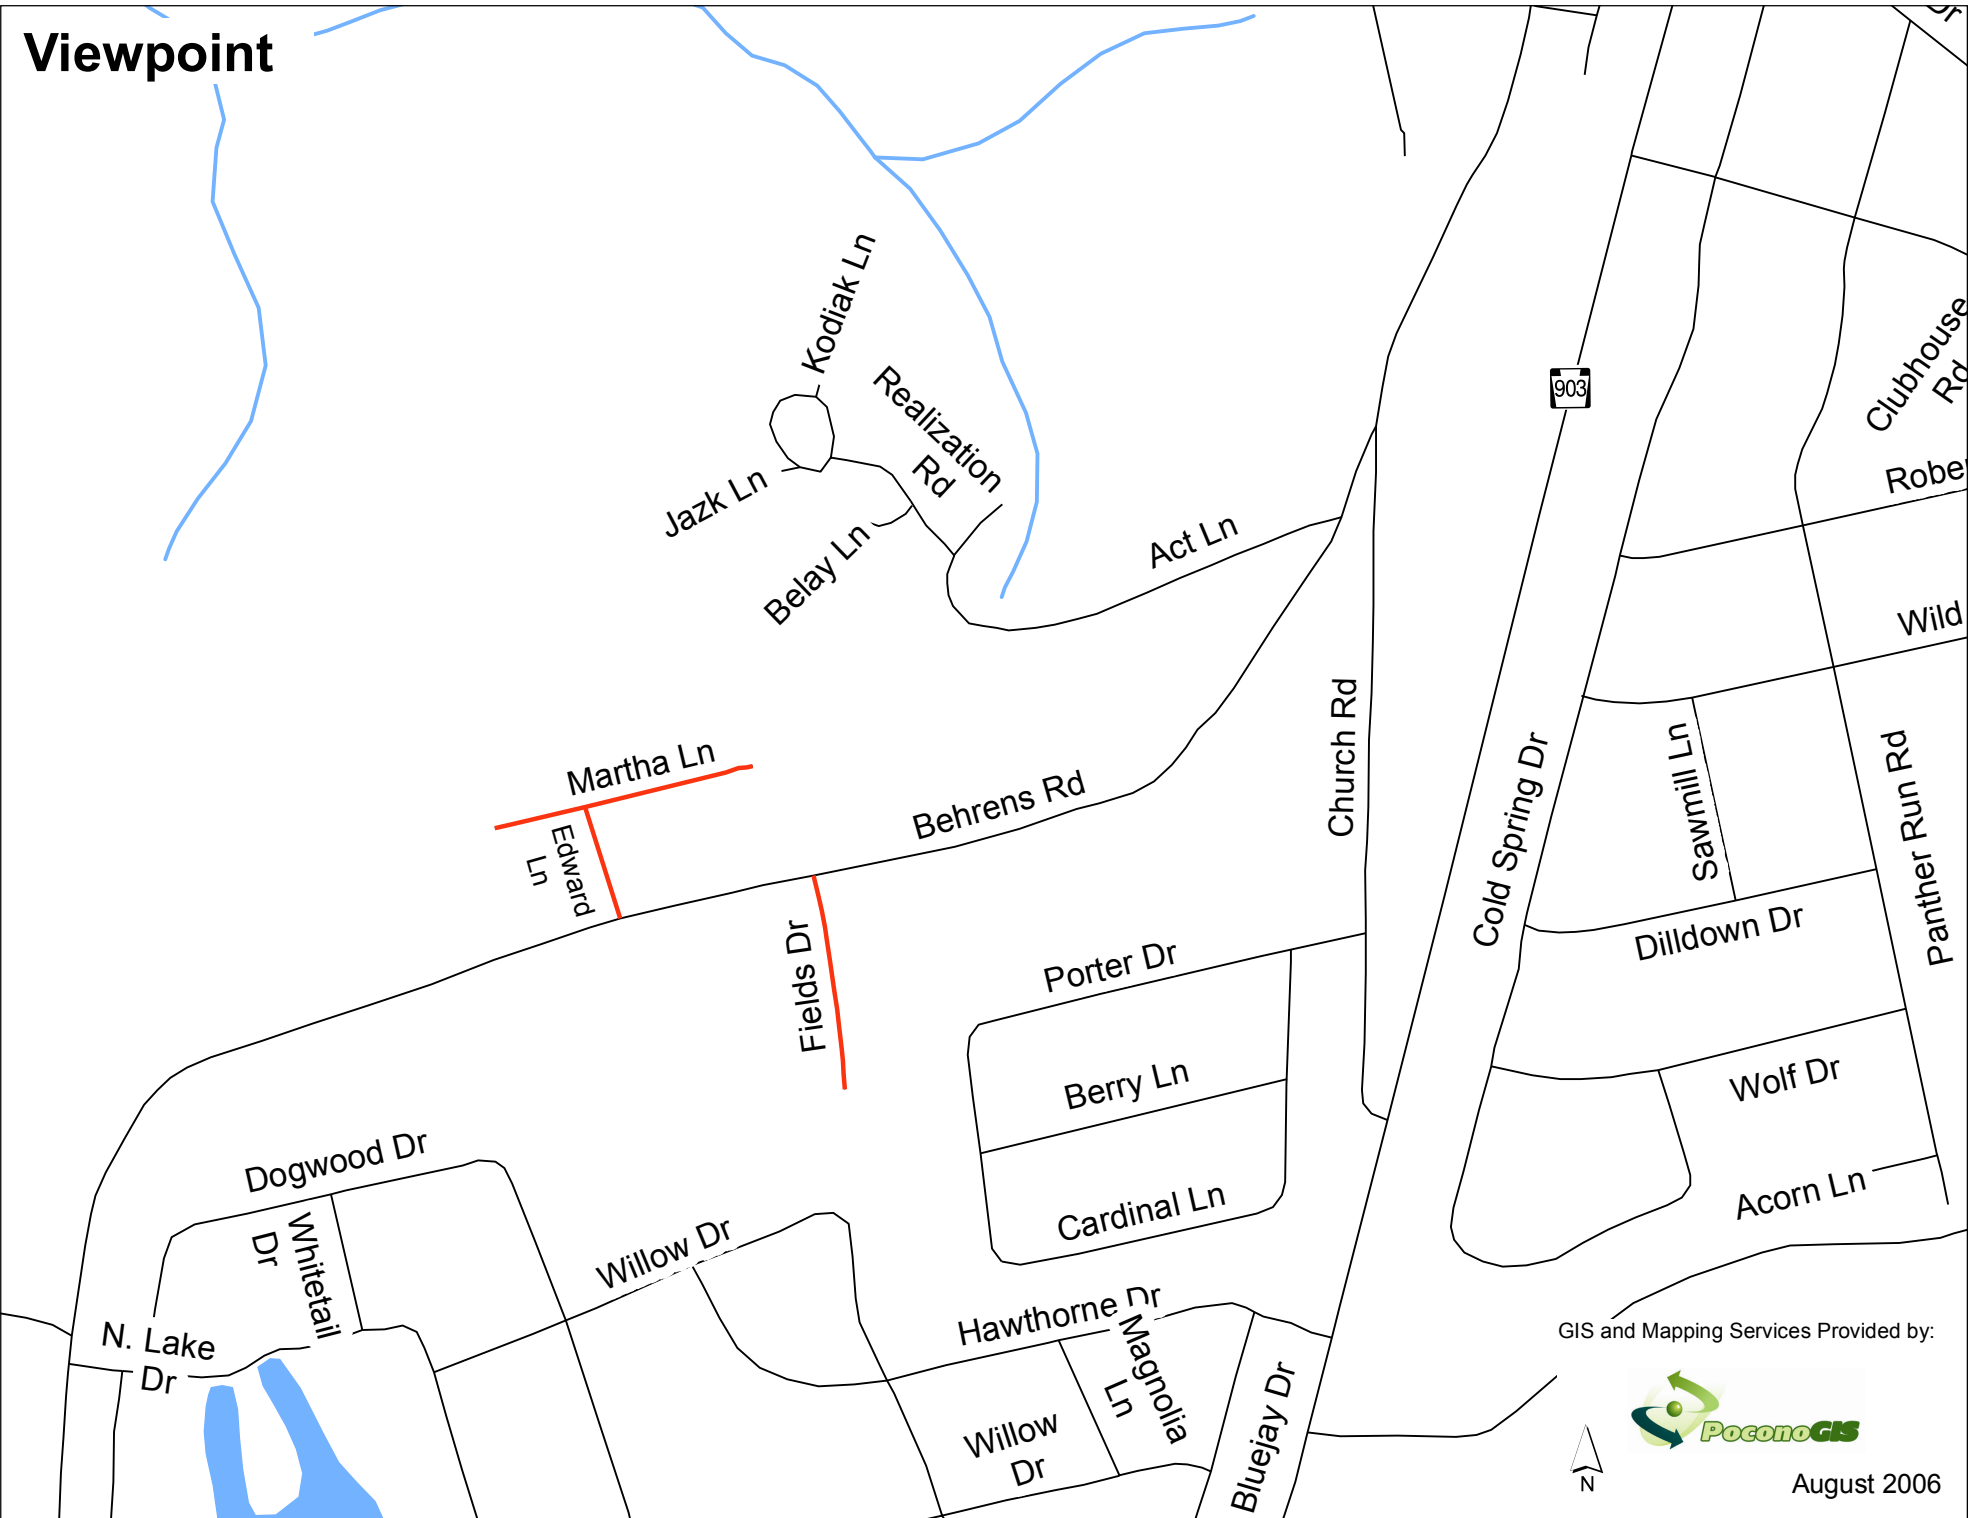 Viewpoint
Dr
Kodiak Ln
Realization
Rd
Jazk Ln
Belay Ln
Act Ln
903
Clubhouse
Rd
Rober
Wild
Martha Ln
Edward
Ln
Behrens Rd
Church Rd
Cold Spring Dr
Sawmill Ln
Panther Run Rd
Fields Dr
Porter Dr
Dilldown Dr
Berry Ln
Wolf Dr
Dogwood Dr
Cardinal Ln
Acorn Ln
Whitetail
Dr
Willow Dr
N. Lake
Dr
Hawthorne Dr
Magnolia
Ln
Willow
Dr
Bluejay Dr
GIS and Mapping Services Provided by:
PoconoGIS
N
August 2006